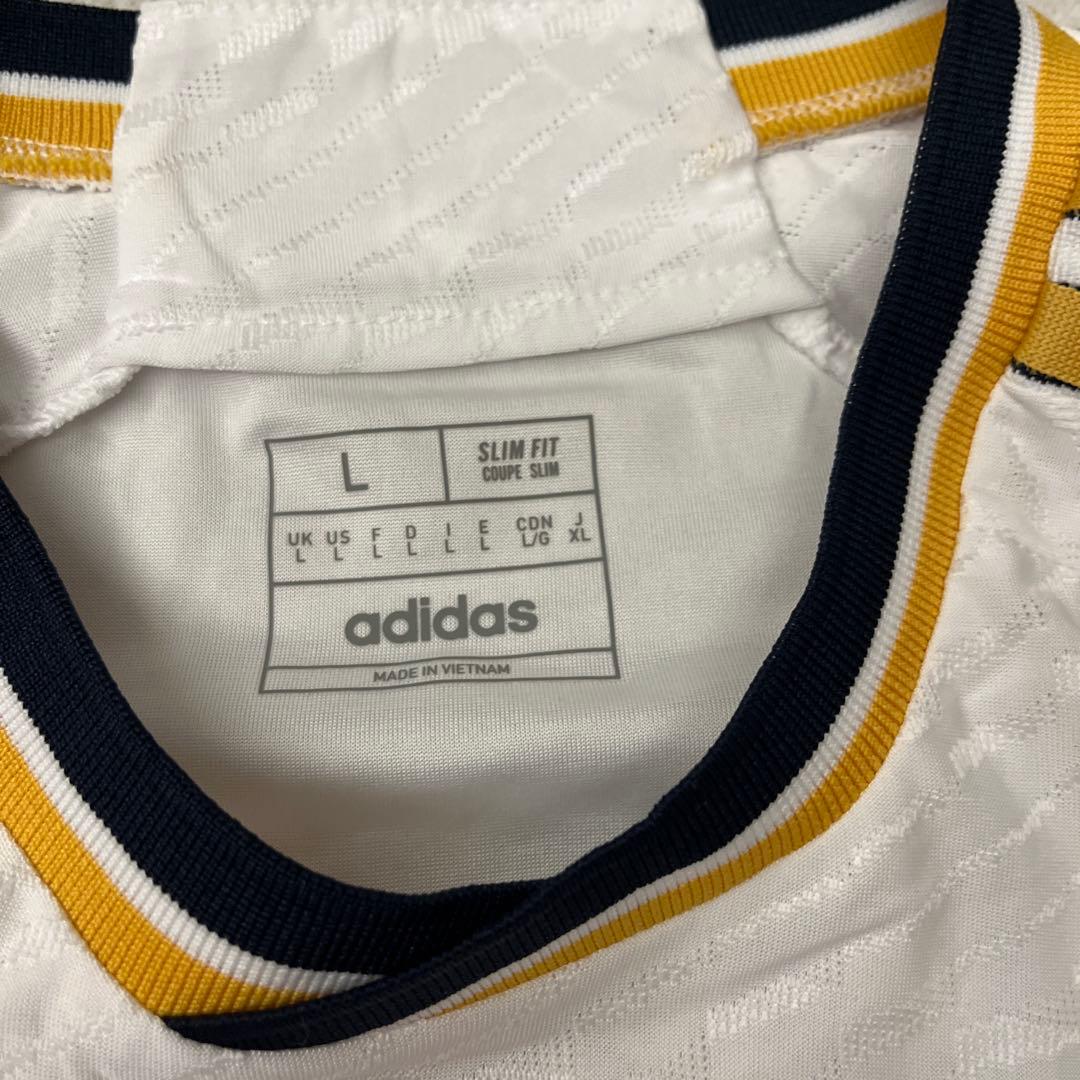 L
SLIM FIT
COUPE SLIM
UK US F D I E CDN J
L L L L L L L/G XL
adidas
MADE IN VIETNAM